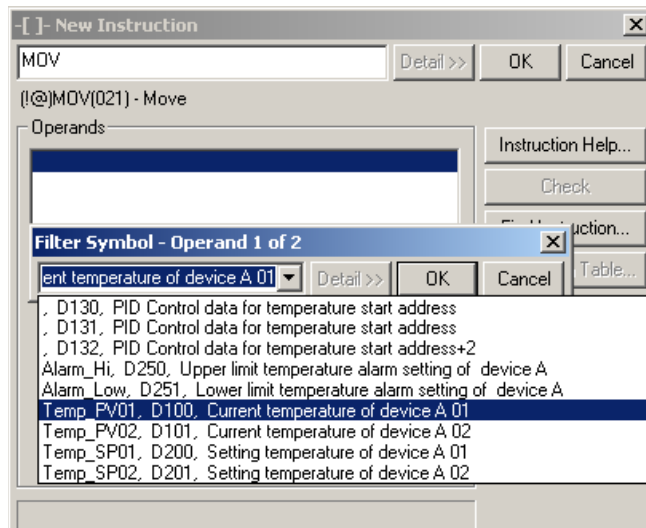 -[ ]- New Instruction
MOV
Detail >>
OK
Cancel
(!@)MOV(021) - Move
Operands
Instruction Help...
Check
uction...
Filter Symbol - Operand 1 of 2
ent temperature of device A 01
Detail >>
OK
Cancel
Table...
, D130, PID Control data for temperature start address
, D131, PID Control data for temperature start address
, D132, PID Control data for temperature start address+2
Alarm_Hi, D250, Upper limit temperature alarm setting of device A
Alarm_Low, D251, Lower limit temperature alarm setting of device A
Temp_PV01, D100, Current temperature of device A 01
Temp_PV02, D101, Current temperature of device A 02
Temp_SP01, D200, Setting temperature of device A 01
Temp_SP02, D201, Setting temperature of device A 02